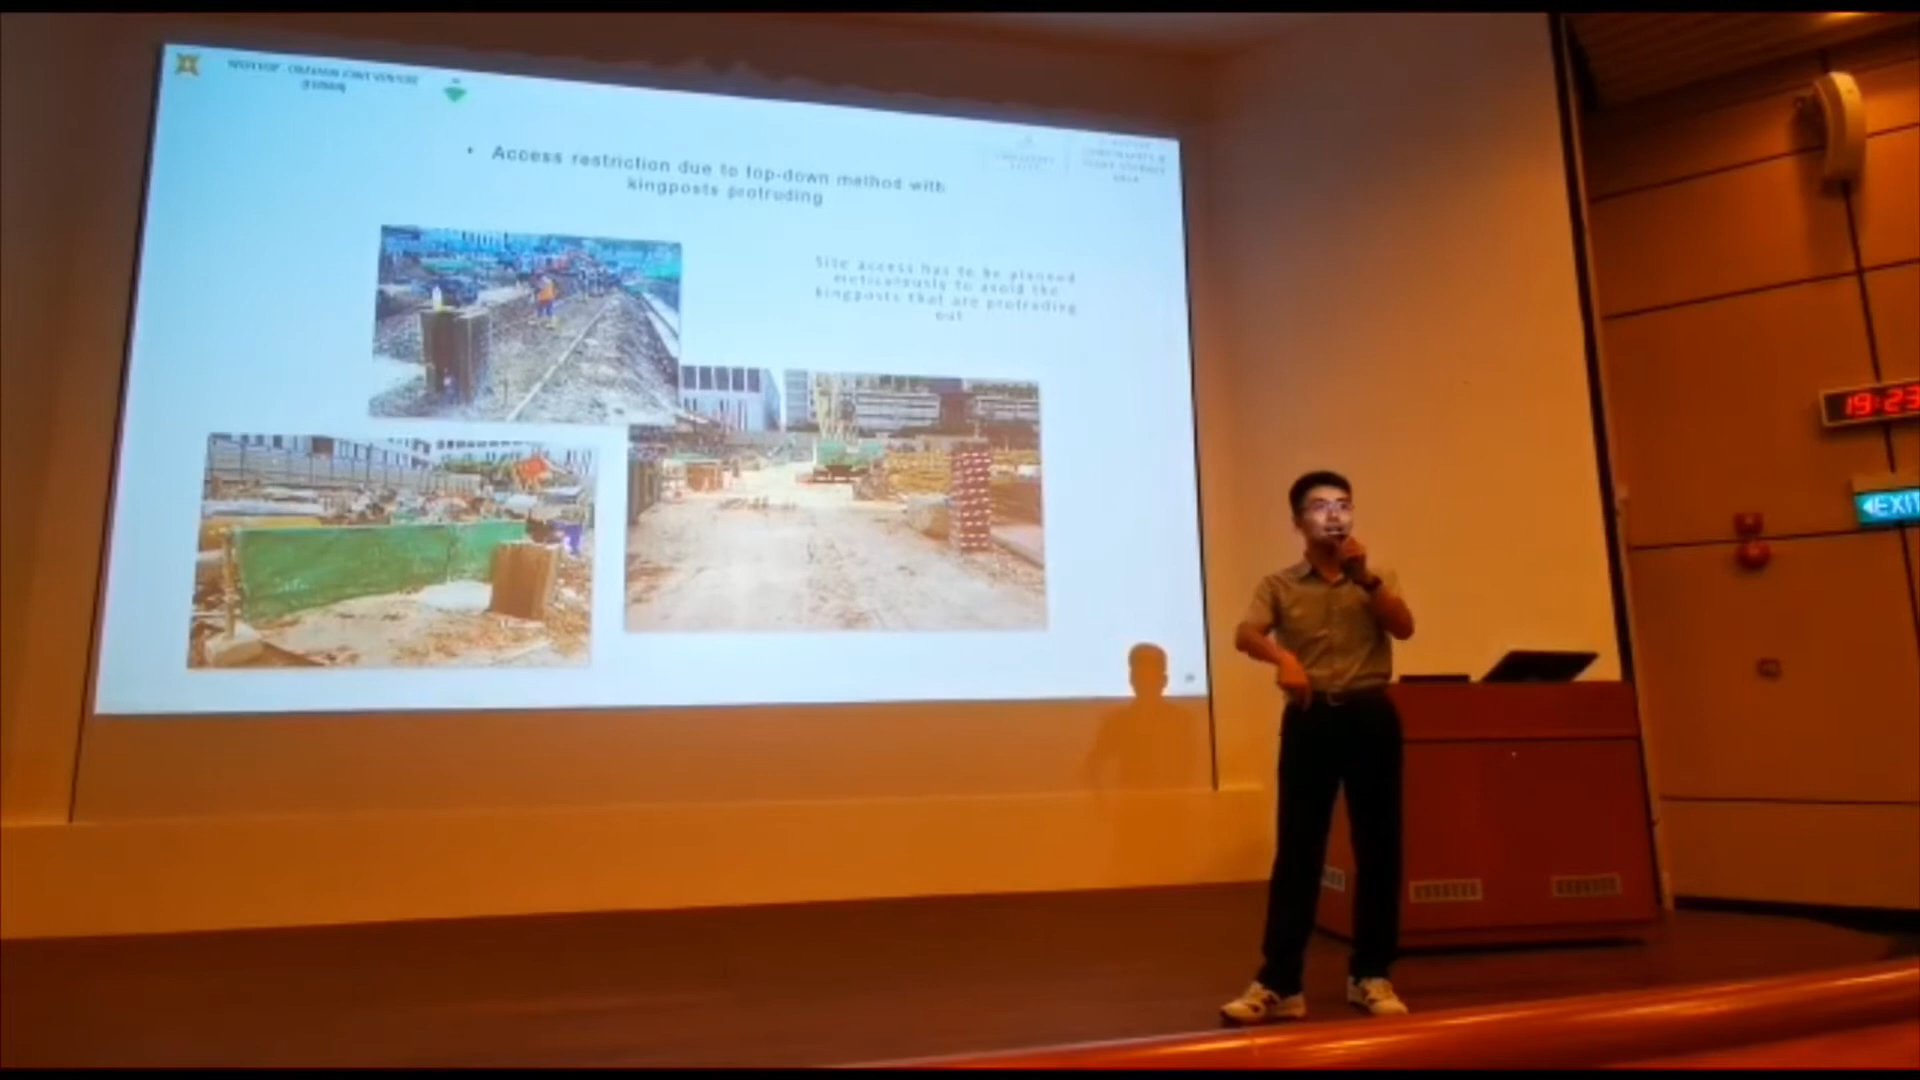 • Access restriction due to top-down method with
kingposts protruding
Site access has to be planned
meticulously to avoid the
kingposts that are protruding
out
19:23
EXIT